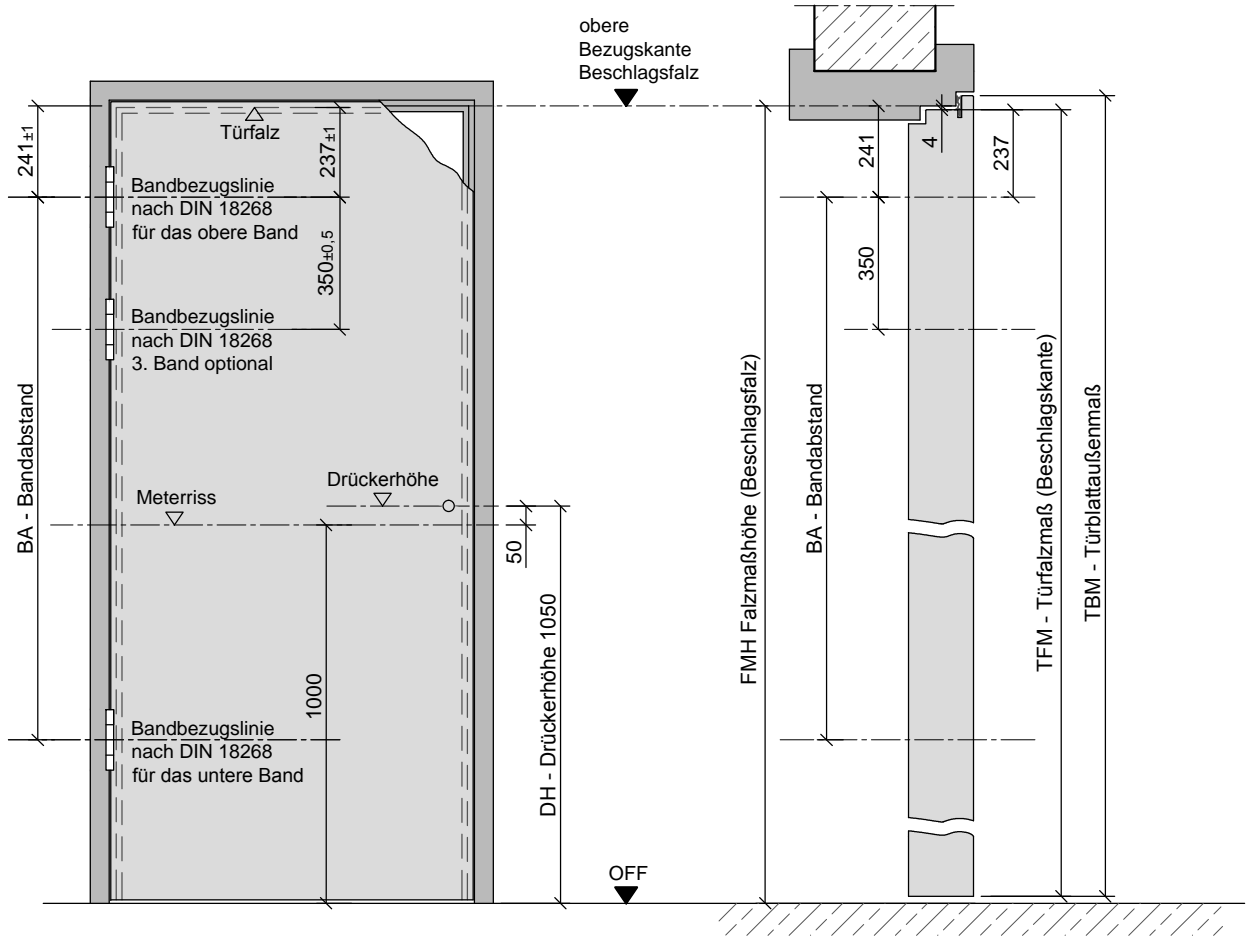 obere
Bezugskante
Beschlagsfalz
Türfalz
241±1
237±1
Bandbezugslinie
nach DIN 18268
für das obere Band
350±0,5
Bandbezugslinie
nach DIN 18268
3. Band optional
BA - Bandabstand
Meterriss
Drückerhöhe
50
1000
DH - Drückerhöhe 1050
Bandbezugslinie
nach DIN 18268
für das untere Band
OFF
241
4
237
350
FMH Falzmaßhöhe (Beschlagsfalz)
BA - Bandabstand
TFM - Türfalzmaß (Beschlagskante)
TBM - Türblattaußenmaß